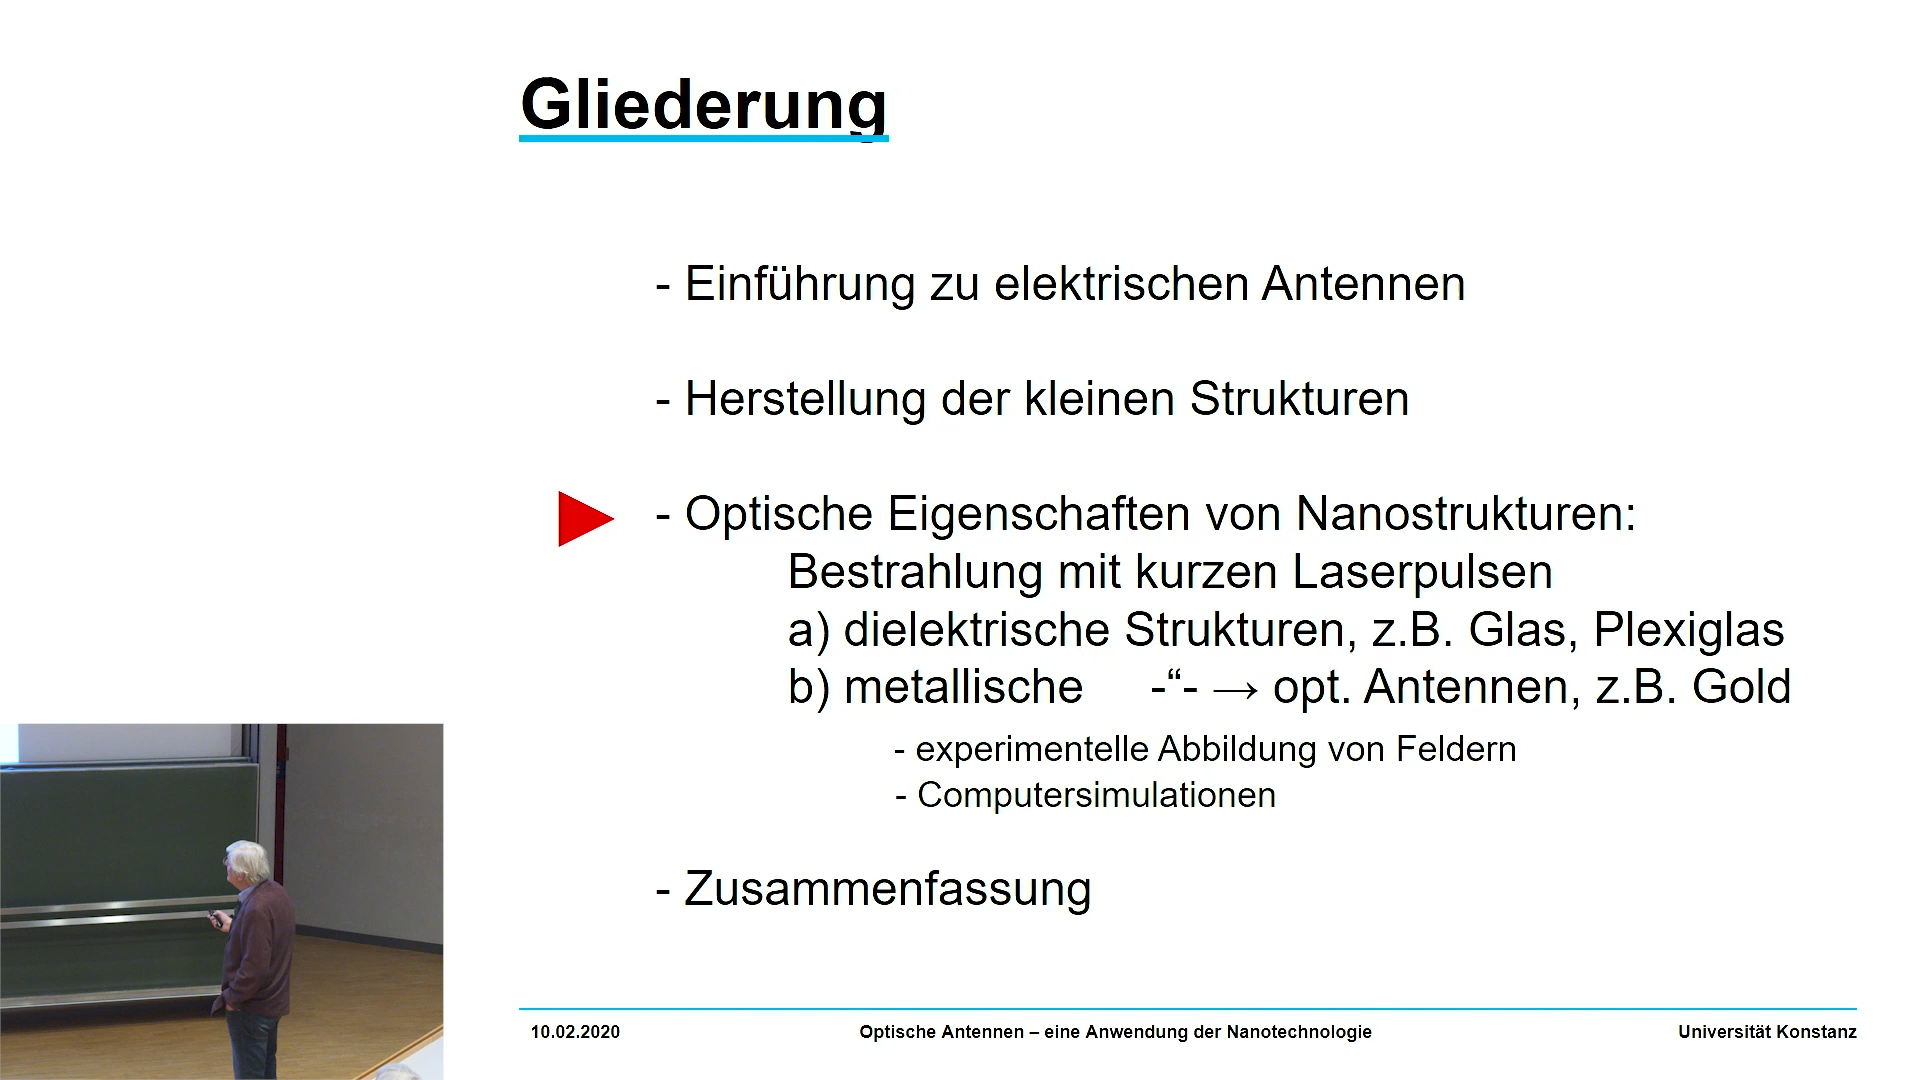 Gliederung
- Einführung zu elektrischen Antennen
- Herstellung der kleinen Strukturen
- Optische Eigenschaften von Nanostrukturen:
Bestrahlung mit kurzen Laserpulsen
a) dielektrische Strukturen, z.B. Glas, Plexiglas
b) metallische -“- → opt. Antennen, z.B. Gold
- experimentelle Abbildung von Feldern
- Computersimulationen
- Zusammenfassung
10.02.2020 Optische Antennen – eine Anwendung der Nanotechnologie Universität Konstanz